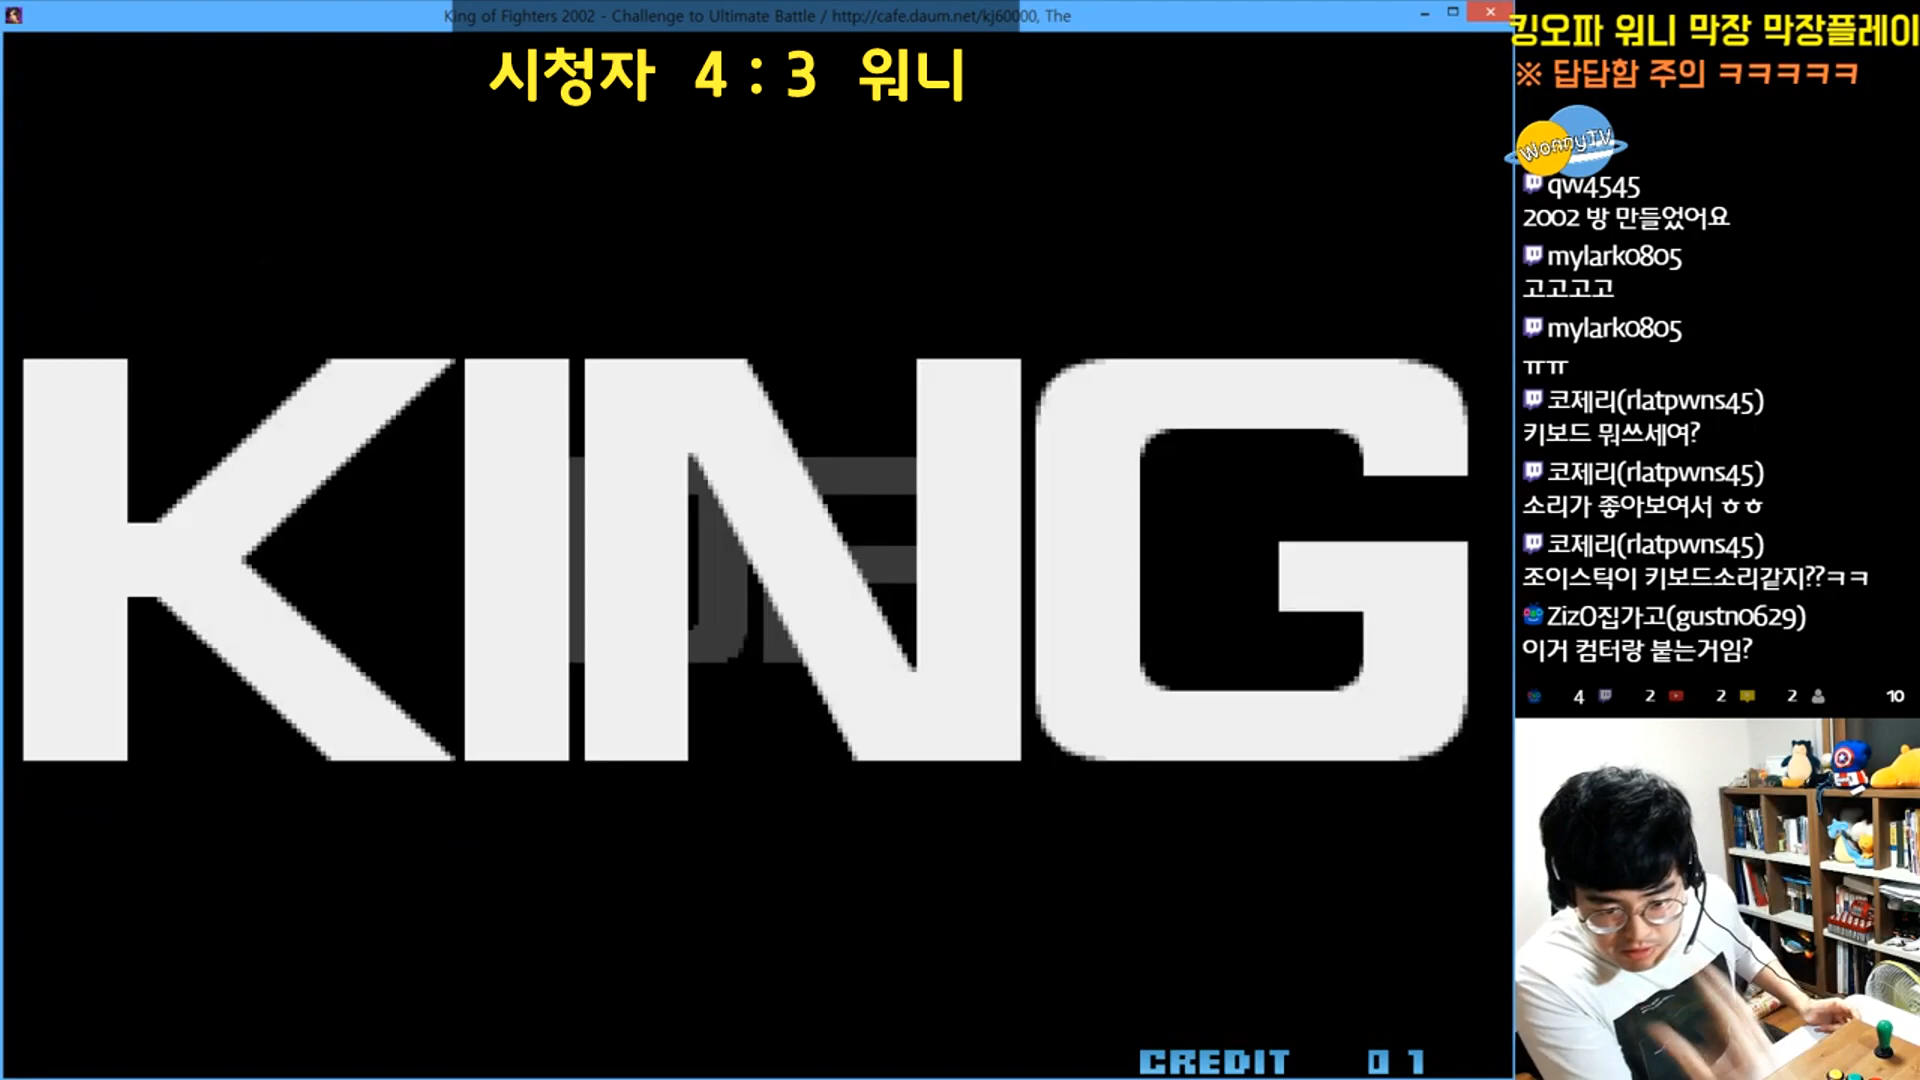 King of Fighters 2002 - Challenge to Ultimate Battle / http://cafe.daum.net/kj60000, The
시청자 4 : 3 워니
KING
CREDIT 01
킹오파 워니 막장 막장플레이
※ 답답함 주의 ㅋㅋㅋㅋㅋ
WonnyTV
qw4545
2002 방 만들었어요
mylark0805
고고고고
mylark0805
ㅠㅠ
코제리(rlatpwns45)
키보드 뭐쓰세여?
코제리(rlatpwns45)
소리가 좋아보여서 ㅎㅎ
코제리(rlatpwns45)
조이스틱이 키보드소리같지??ㅋㅋ
ZizO집가고(gustn0629)
이거 컴터랑 붙는거임?
4 2 2 2 10